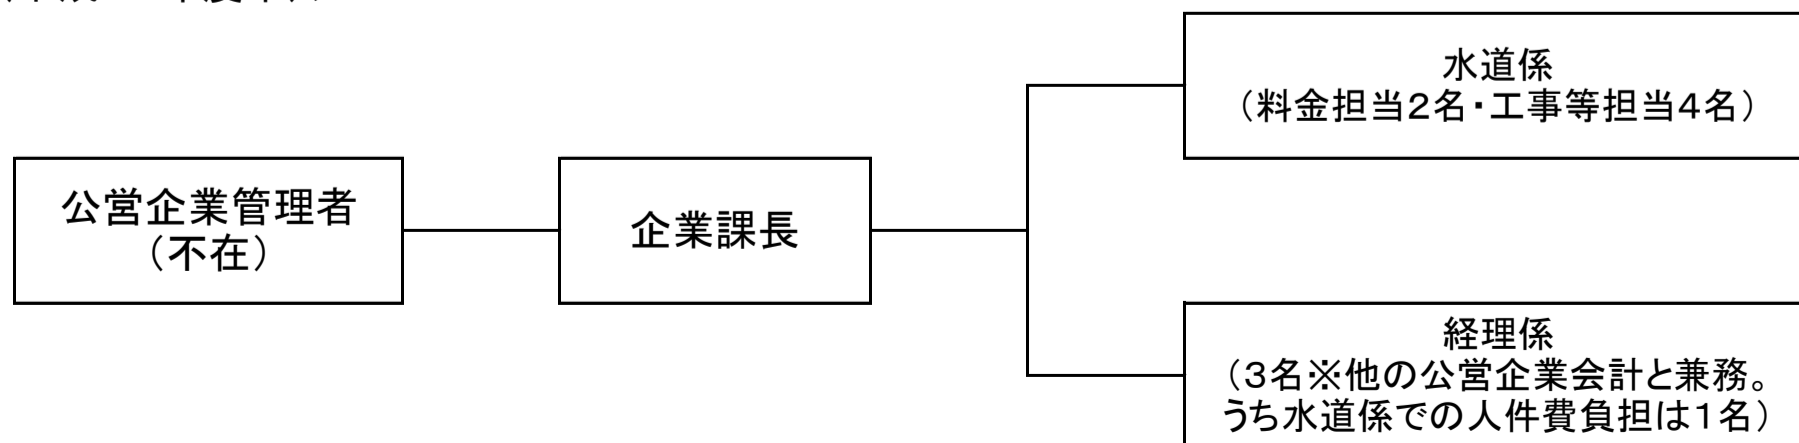 水道係
（料金担当２名・工事等担当４名）
公営企業管理者
（不在）
企業課長
経理係
（３名※他の公営企業会計と兼務。
うち水道係での人件費負担は１名）